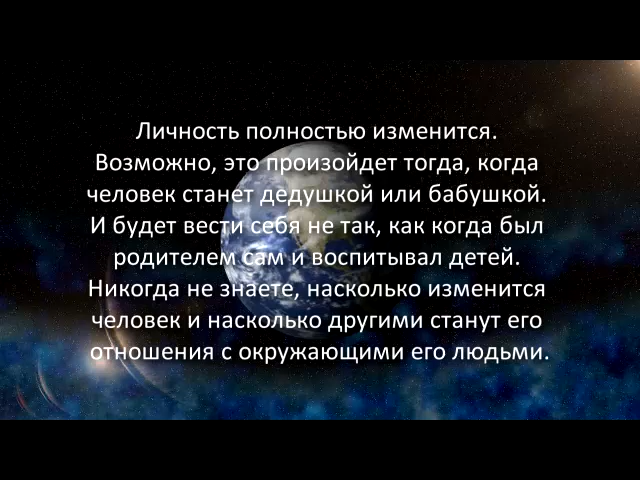 Личность полностью изменится.
Возможно, это произойдет тогда, когда
человек станет дедушкой или бабушкой.
И будет вести себя не так, как когда был
родителем сам и воспитывал детей.
Никогда не знаете, насколько изменится
человек и насколько другими станут его
отношения с окружающими его людьми.